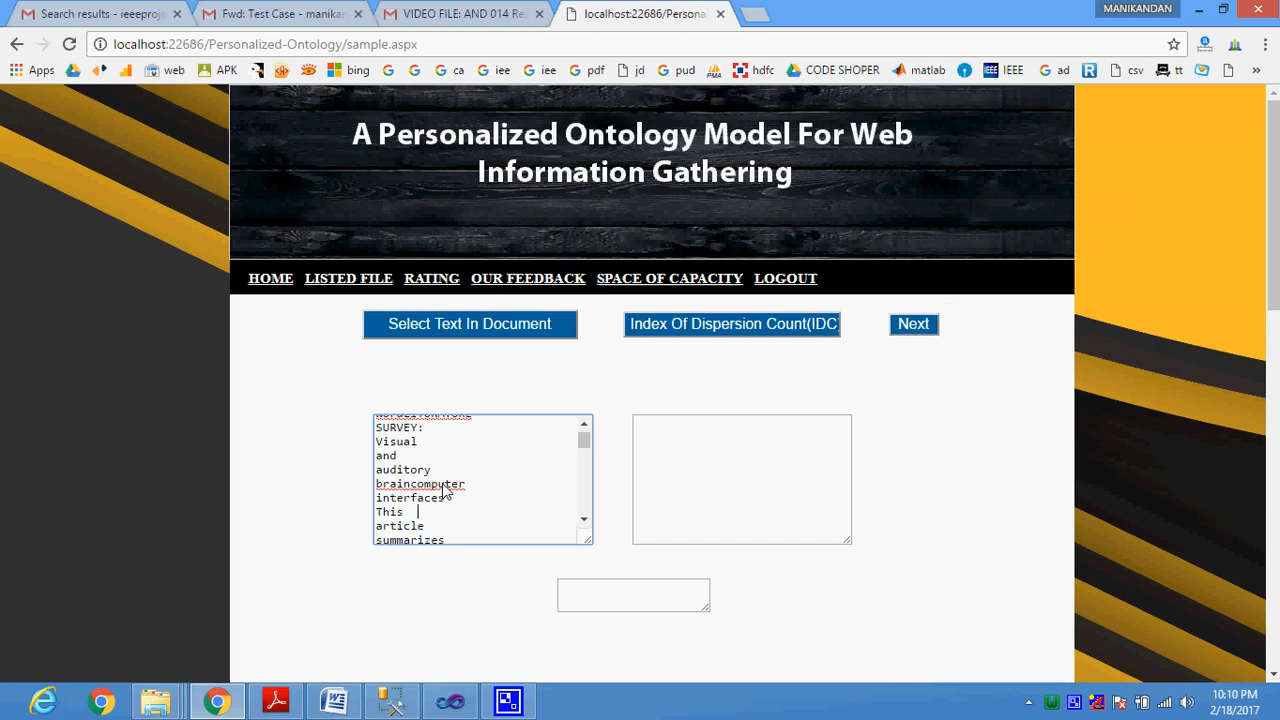 Search results - ieeeproj
Fwd: Test Case - manikan
VIDEO FILE: AND 014 Re
localhost:22686/Persona
MANIKANDAN
localhost:22686/Personalized-Ontology/sample.aspx
Apps
web
APK
bing
G
G ca
G iee
G iee
G pdf
jd
G pud
PMA
hdfc
CODE SHOPER
matlab
IEEE
G ad
R
csv
tt
»
A Personalized Ontology Model For Web
Information Gathering
HOME LISTED FILE RATING OUR FEEDBACK SPACE OF CAPACITY LOGOUT
Select Text In Document
Index Of Dispersion Count(IDC)
Next
SURVEY:
Visual
and
auditory
braincomputer
interfaces
This
article
summarizes
10:10 PM
2/18/2017